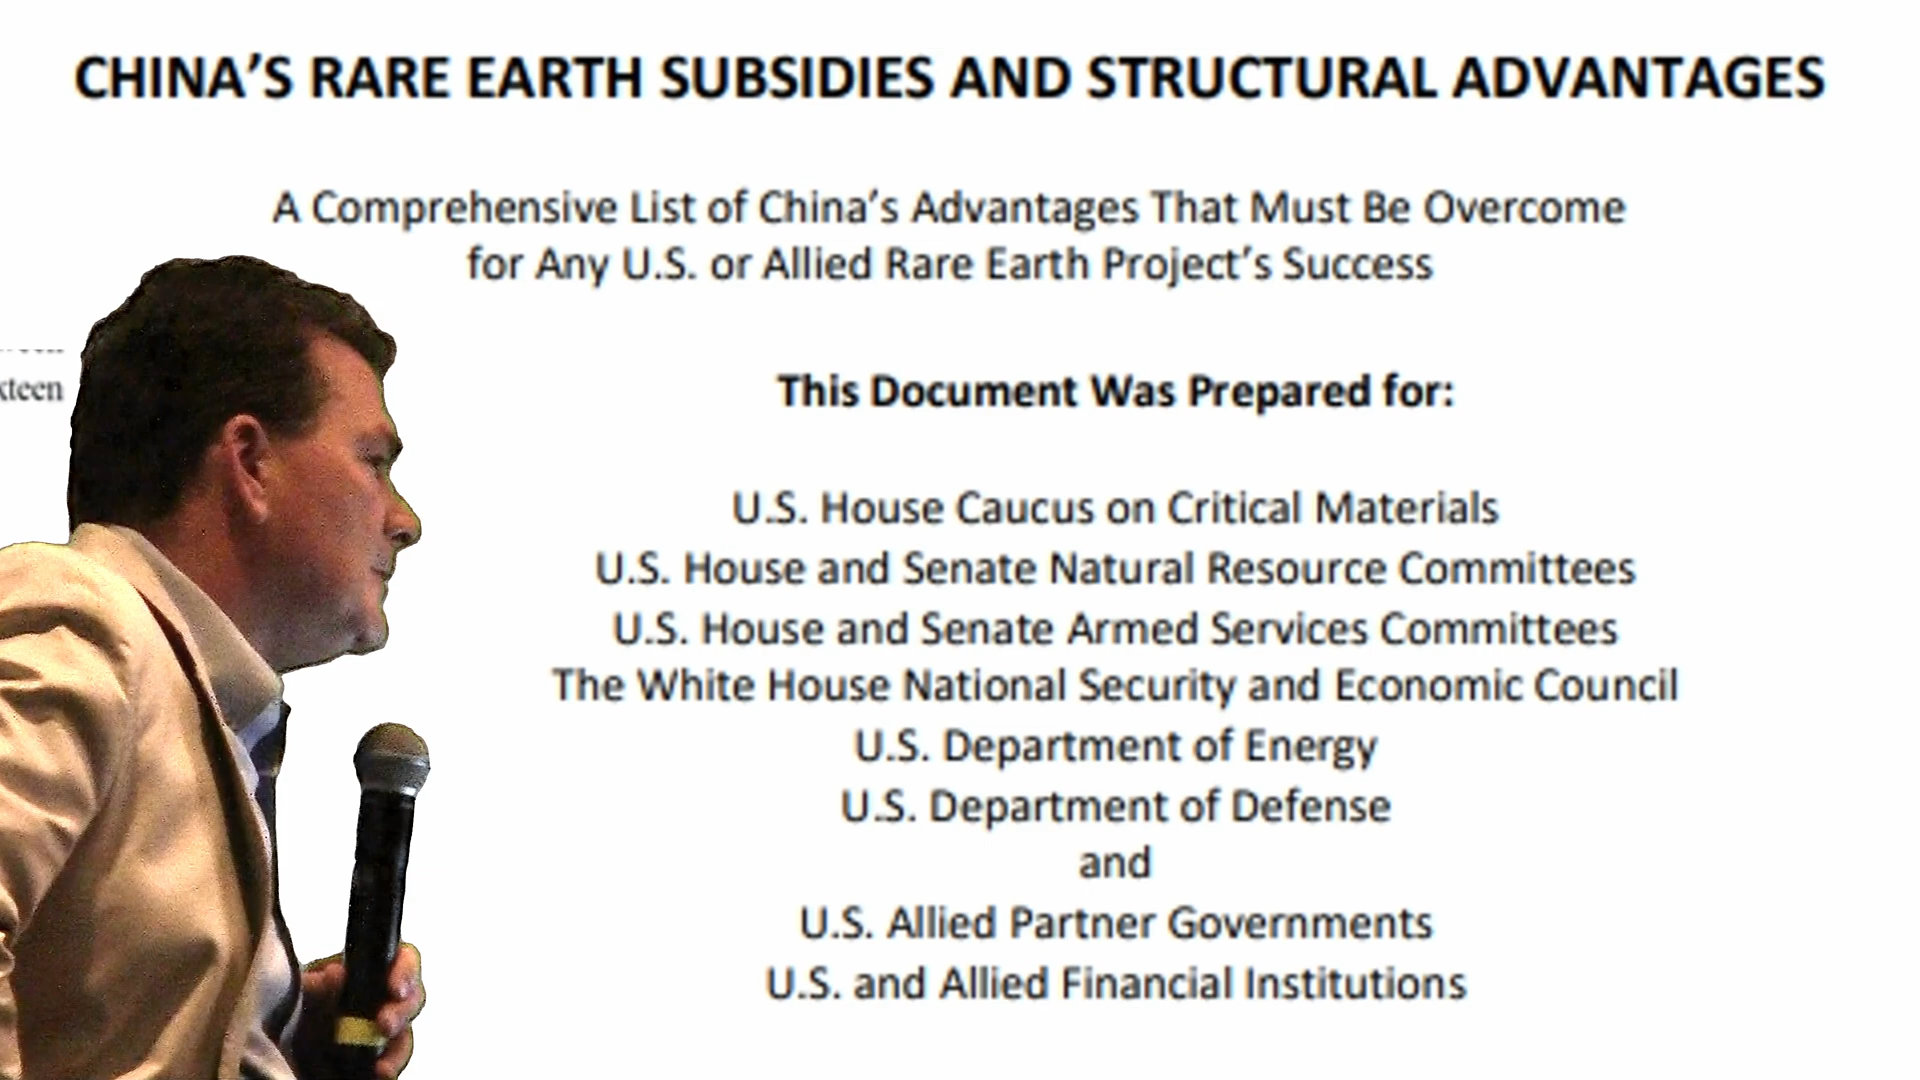 CHINA’S RARE EARTH SUBSIDIES AND STRUCTURAL ADVANTAGES
A Comprehensive List of China’s Advantages That Must Be Overcome
for Any U.S. or Allied Rare Earth Project’s Success
This Document Was Prepared for:
U.S. House Caucus on Critical Materials
U.S. House and Senate Natural Resource Committees
U.S. House and Senate Armed Services Committees
The White House National Security and Economic Council
U.S. Department of Energy
U.S. Department of Defense
and
U.S. Allied Partner Governments
U.S. and Allied Financial Institutions